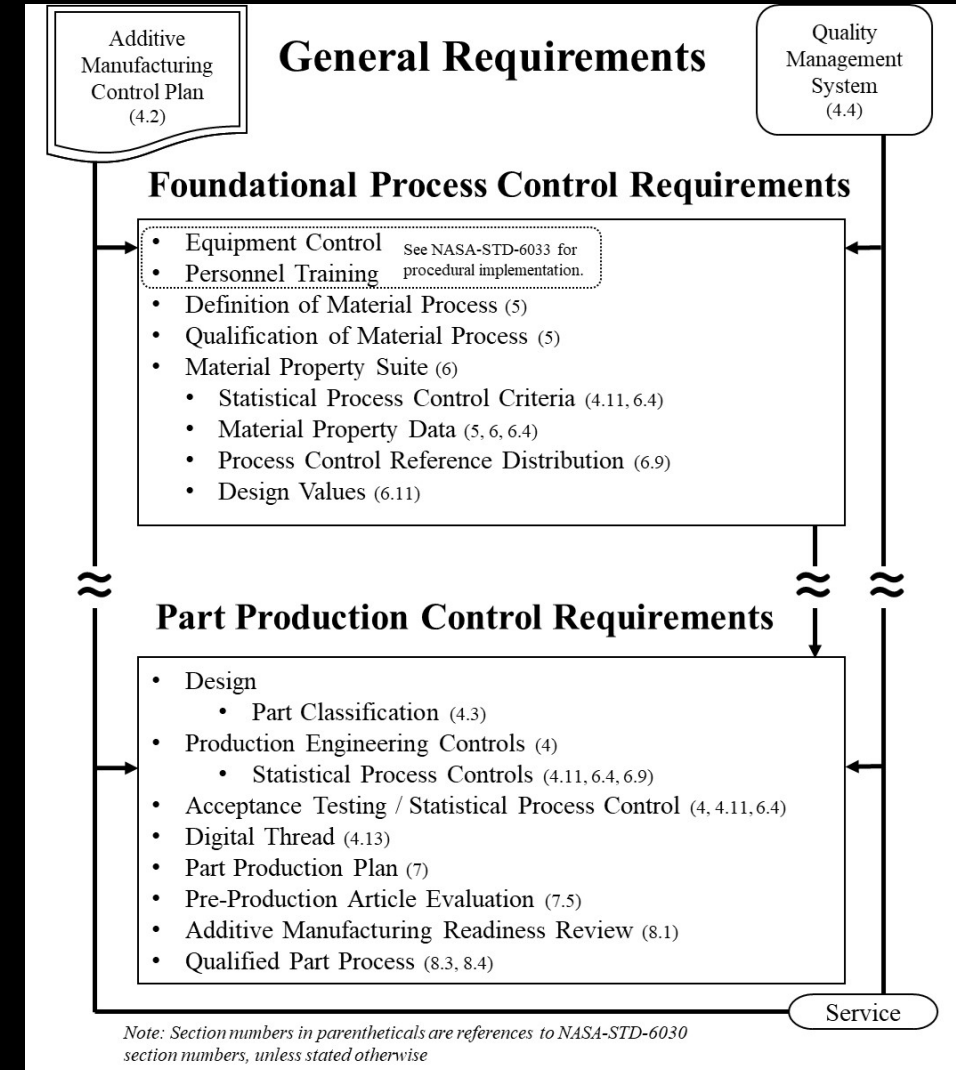 Additive
Manufacturing
Control Plan
(4.2)
General Requirements
Quality
Management
System
(4.4)
Foundational Process Control Requirements
• Equipment Control
• Personnel Training
See NASA-STD-6033 for
procedural implementation.
• Definition of Material Process (5)
• Qualification of Material Process (5)
• Material Property Suite (6)
• Statistical Process Control Criteria (4.11, 6.4)
• Material Property Data (5, 6, 6.4)
• Process Control Reference Distribution (6.9)
• Design Values (6.11)
Part Production Control Requirements
• Design
• Part Classification (4.3)
• Production Engineering Controls (4)
• Statistical Process Controls (4.11, 6.4, 6.9)
• Acceptance Testing / Statistical Process Control (4, 4.11, 6.4)
• Digital Thread (4.13)
• Part Production Plan (7)
• Pre-Production Article Evaluation (7.5)
• Additive Manufacturing Readiness Review (8.1)
• Qualified Part Process (8.3, 8.4)
Service
Note: Section numbers in parentheticals are references to NASA-STD-6030
section numbers, unless stated otherwise